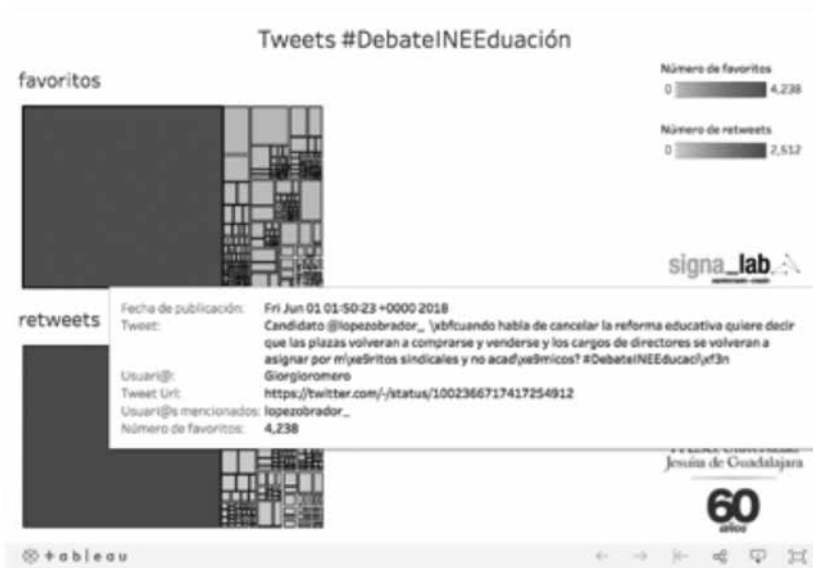 Tweets #DebateINEEduación
favoritos
Número de favoritos
0 4,238
Número de retweets
0 2,512
signa_lab
retweets
Fecha de publicación: Fri Jun 01 01:50:23 +0000 2018
Tweet: Candidato @lopezobrador_ \xbfcuando habla de cancelar la reforma educativa quiere decir
que las plazas volveran a comprarse y venderse y los cargos de directores se volveran a
asignar por m\xe9ritos sindicales y no acad\xe9micos? #DebateINEEducaci\xf3n
Usuari@: Giorgioromero
Tweet Url: https://twitter.com/-/status/1002366717417254912
Usuari@s mencionados: lopezobrador_
Número de favoritos: 4,238
Jesuita de Guadalajara
60
años
+ableau